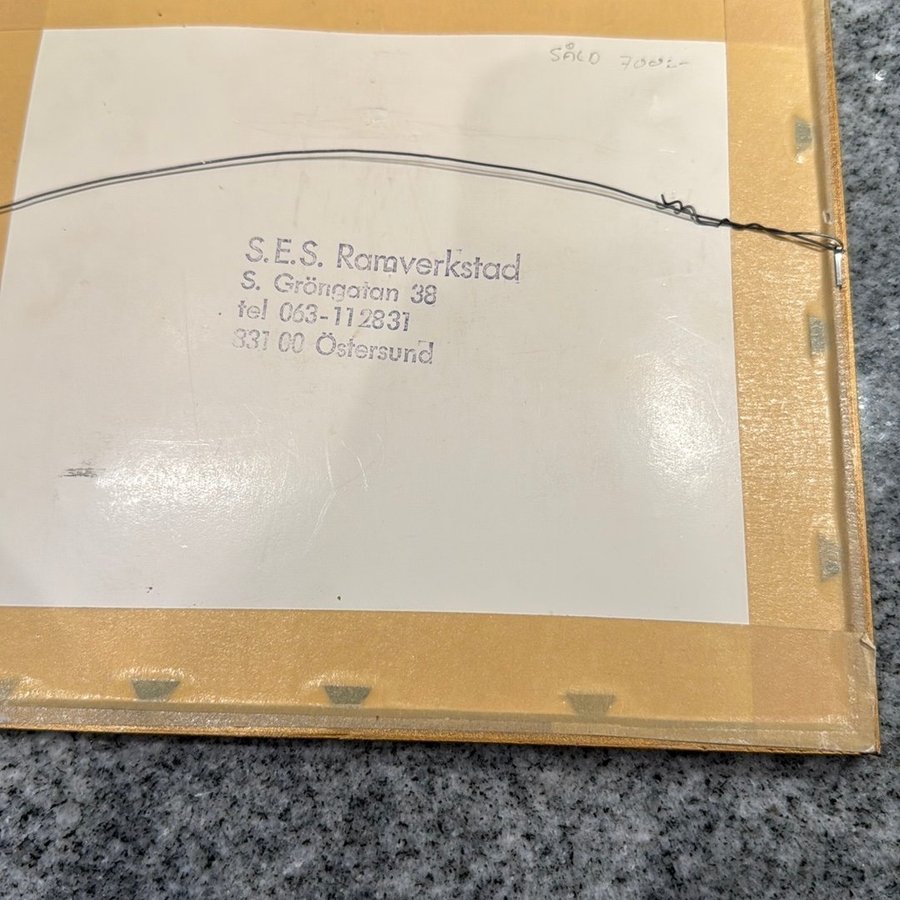 SÅLD 700:-
S.E.S. Ramverkstad
S. Gröngatan 38
tel 063-112831
831 00 Östersund